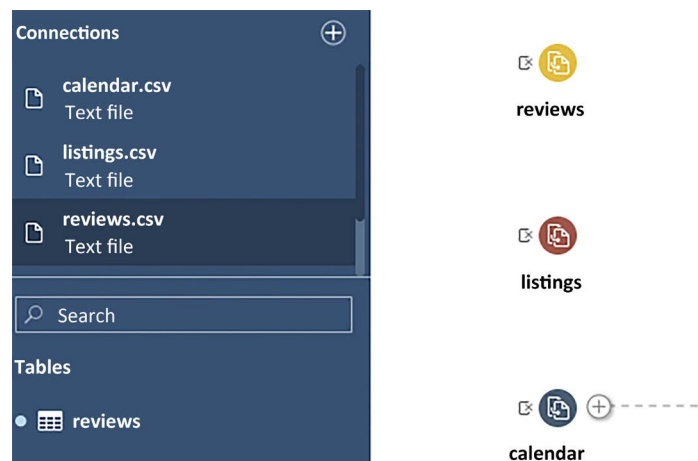 Connections
calendar.csv
Text file
listings.csv
Text file
reviews.csv
Text file
Search
Tables
reviews
reviews
listings
calendar